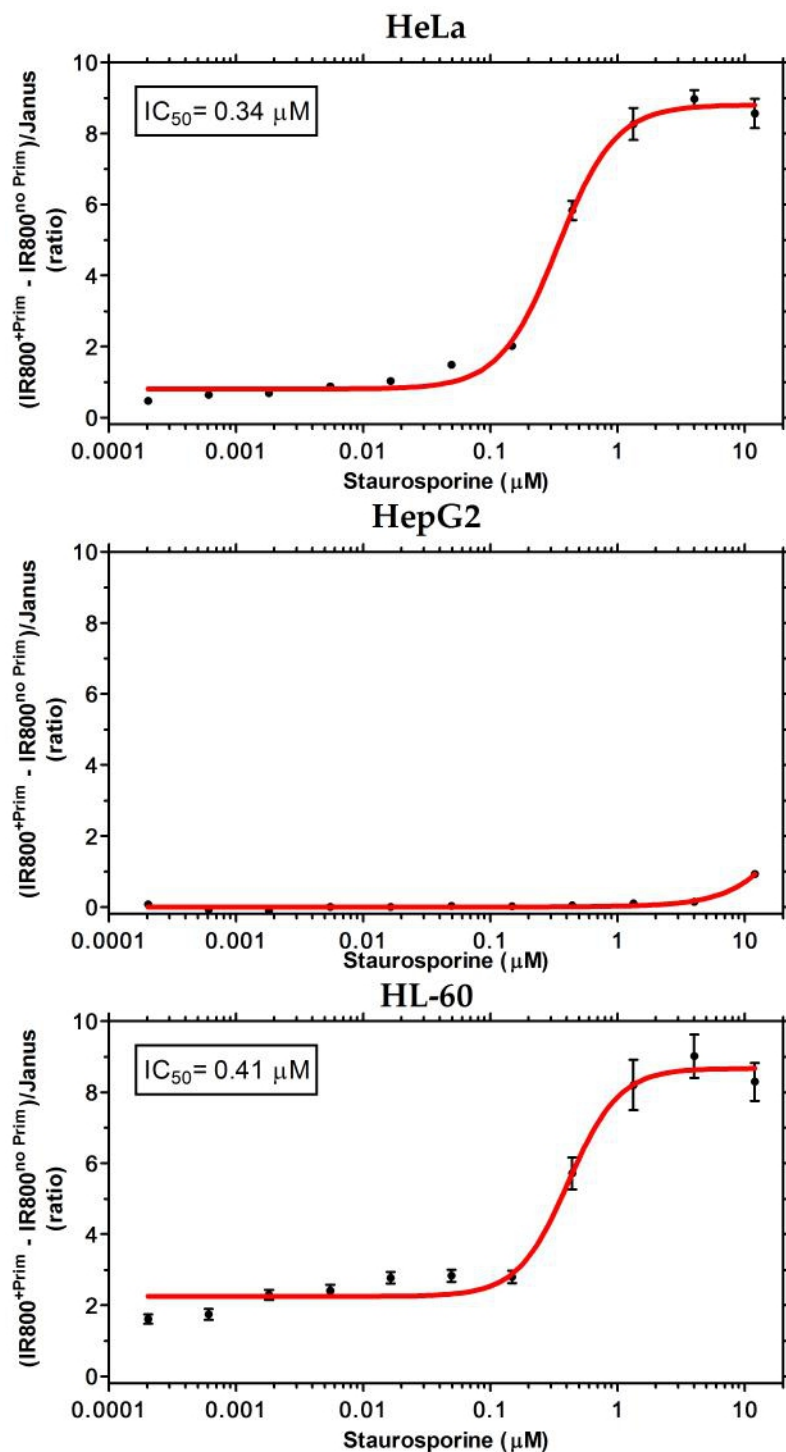 HeLa
IC50= 0.34 μM
10
8
6
4
2
0
(IR800+Prim - IR800no Prim)/Janus
(ratio)
0.0001 0.001 0.01 0.1 1 10
Staurosporine (μM)
HepG2
10
8
6
4
2
0
(IR800+Prim - IR800no Prim)/Janus
(ratio)
0.0001 0.001 0.01 0.1 1 10
Staurosporine (μM)
HL-60
IC50= 0.41 μM
10
8
6
4
2
0
(IR800+Prim - IR800no Prim)/Janus
(ratio)
0.0001 0.001 0.01 0.1 1 10
Staurosporine (μM)